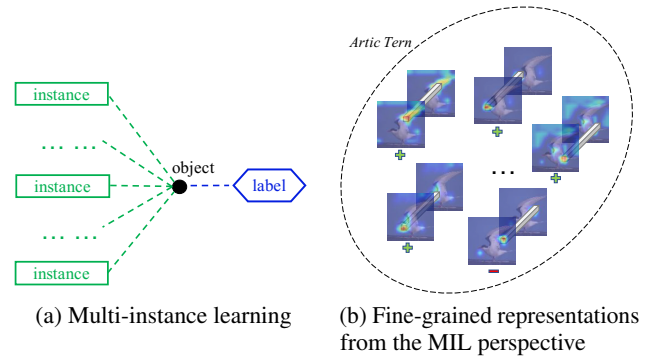 instance
... ...
instance
... ...
instance
object
label
Artic Tern
...
(a) Multi-instance learning
(b) Fine-grained representations
from the MIL perspective